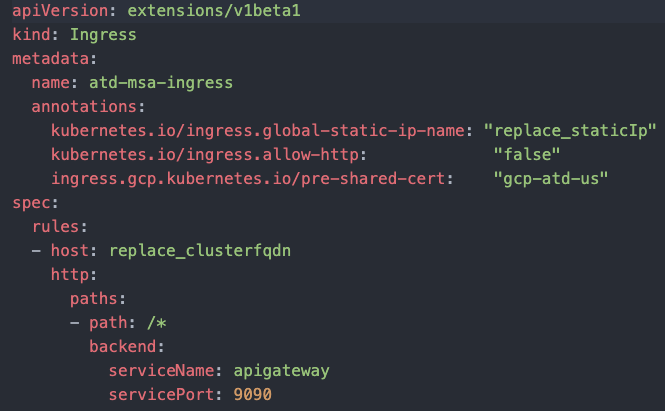 apiVersion: extensions/v1beta1
kind: Ingress
metadata:
  name: atd-msa-ingress
  annotations:
    kubernetes.io/ingress.global-static-ip-name: "replace_staticIp"
    kubernetes.io/ingress.allow-http:             "false"
    ingress.gcp.kubernetes.io/pre-shared-cert:    "gcp-atd-us"
spec:
  rules:
  - host: replace_clusterfqdn
    http:
      paths:
      - path: /*
        backend:
          serviceName: apigateway
          servicePort: 9090